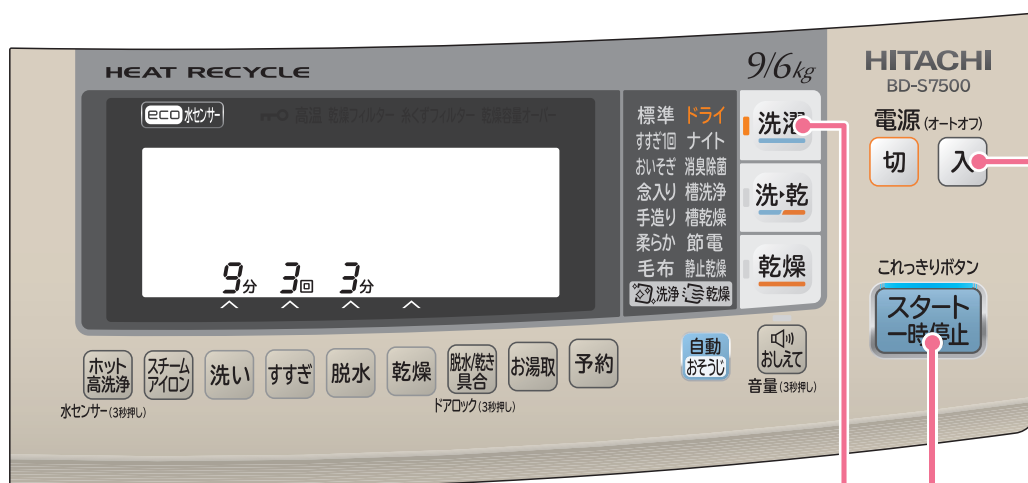 HEAT RECYCLE
9/6kg
HITACHI
BD-S7500
eco水センサー
高温 乾燥フィルター 糸くずフィルター 乾燥容量オーバー
標準 ドライ
すすぎ1回 ナイト
おいそぎ 消臭除菌
念入り 槽洗浄
手造り 槽乾燥
柔らか 節電
毛布 静止乾燥
洗浄 乾燥
洗濯
洗・乾
乾燥
電源(オートオフ)
切 入
9分 3回 3分
これっきりボタン
スタート
一時停止
ホット
高洗浄
水センサー(3秒押し)
スチーム
アイロン
洗い
すすぎ
脱水
乾燥
脱水/乾き
具合
ドアロック(3秒押し)
お湯取
予約
自動
おそうじ
おしえて
音量(3秒押し)